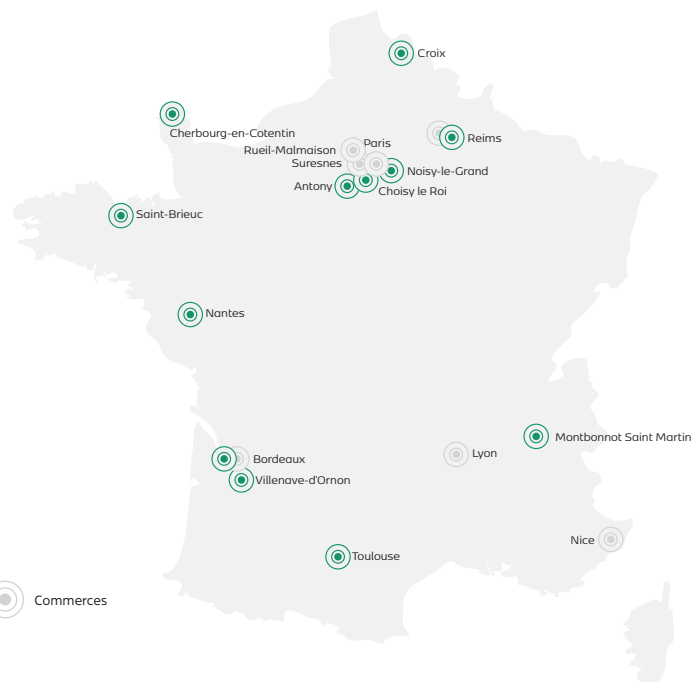 Croix
Cherbourg-en-Cotentin
Reims
Paris
Rueil-Malmaison
Suresnes
Noisy-le-Grand
Antony
Choisy le Roi
Saint-Brieuc
Nantes
Montbonnot Saint Martin
Lyon
Bordeaux
Villenave-d'Ornon
Nice
Toulouse
Commerces